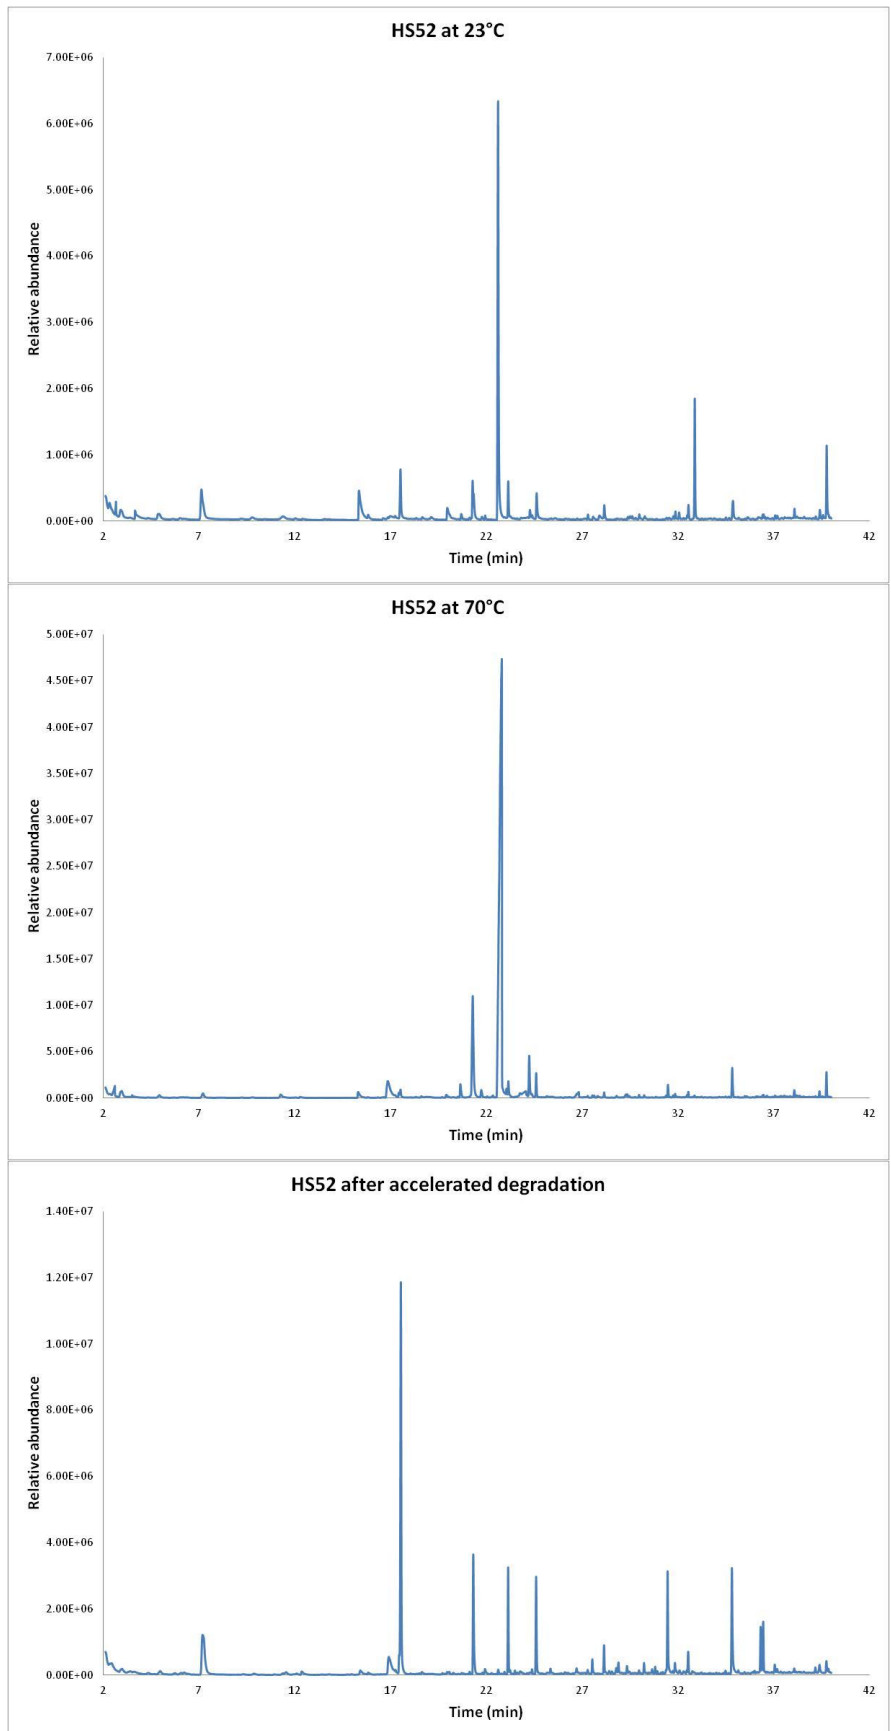 HS52 at 23°C
7.00E+06
6.00E+06
5.00E+06
4.00E+06
3.00E+06
2.00E+06
1.00E+06
0.00E+00
Relative abundance
2 7 12 17 22 27 32 37 42
Time (min)
HS52 at 70°C
5.00E+07
4.50E+07
4.00E+07
3.50E+07
3.00E+07
2.50E+07
2.00E+07
1.50E+07
1.00E+07
5.00E+06
0.00E+00
Relative abundance
2 7 12 17 22 27 32 37 42
Time (min)
HS52 after accelerated degradation
1.40E+07
1.20E+07
1.00E+07
8.00E+06
6.00E+06
4.00E+06
2.00E+06
0.00E+00
Relative abundance
2 7 12 17 22 27 32 37 42
Time (min)